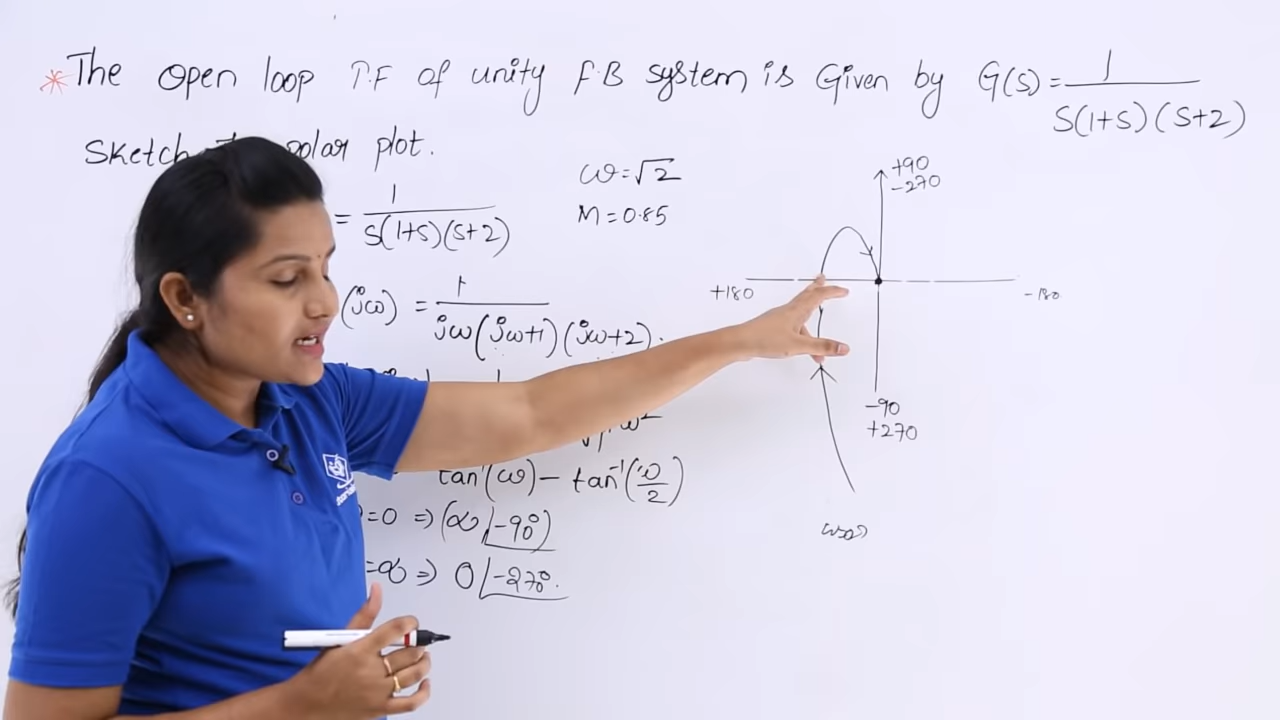 * The open loop T.F of unity F.B system, is Given by G(S) = 1 / S(1+S)(S+2)
Sketch polar plot.
= 1 / S(1+S)(S+2)
(jω) = 1 / jω(jω+1)(jω+2).
tan⁻¹(ω) − tan⁻¹(ω/2)
=0 ⇒ (∝ ∠-90°)
=∝ ⇒ 0∠-270°.
ω=√2
M=0.85
+90
-270
+180
-180
-90
+270